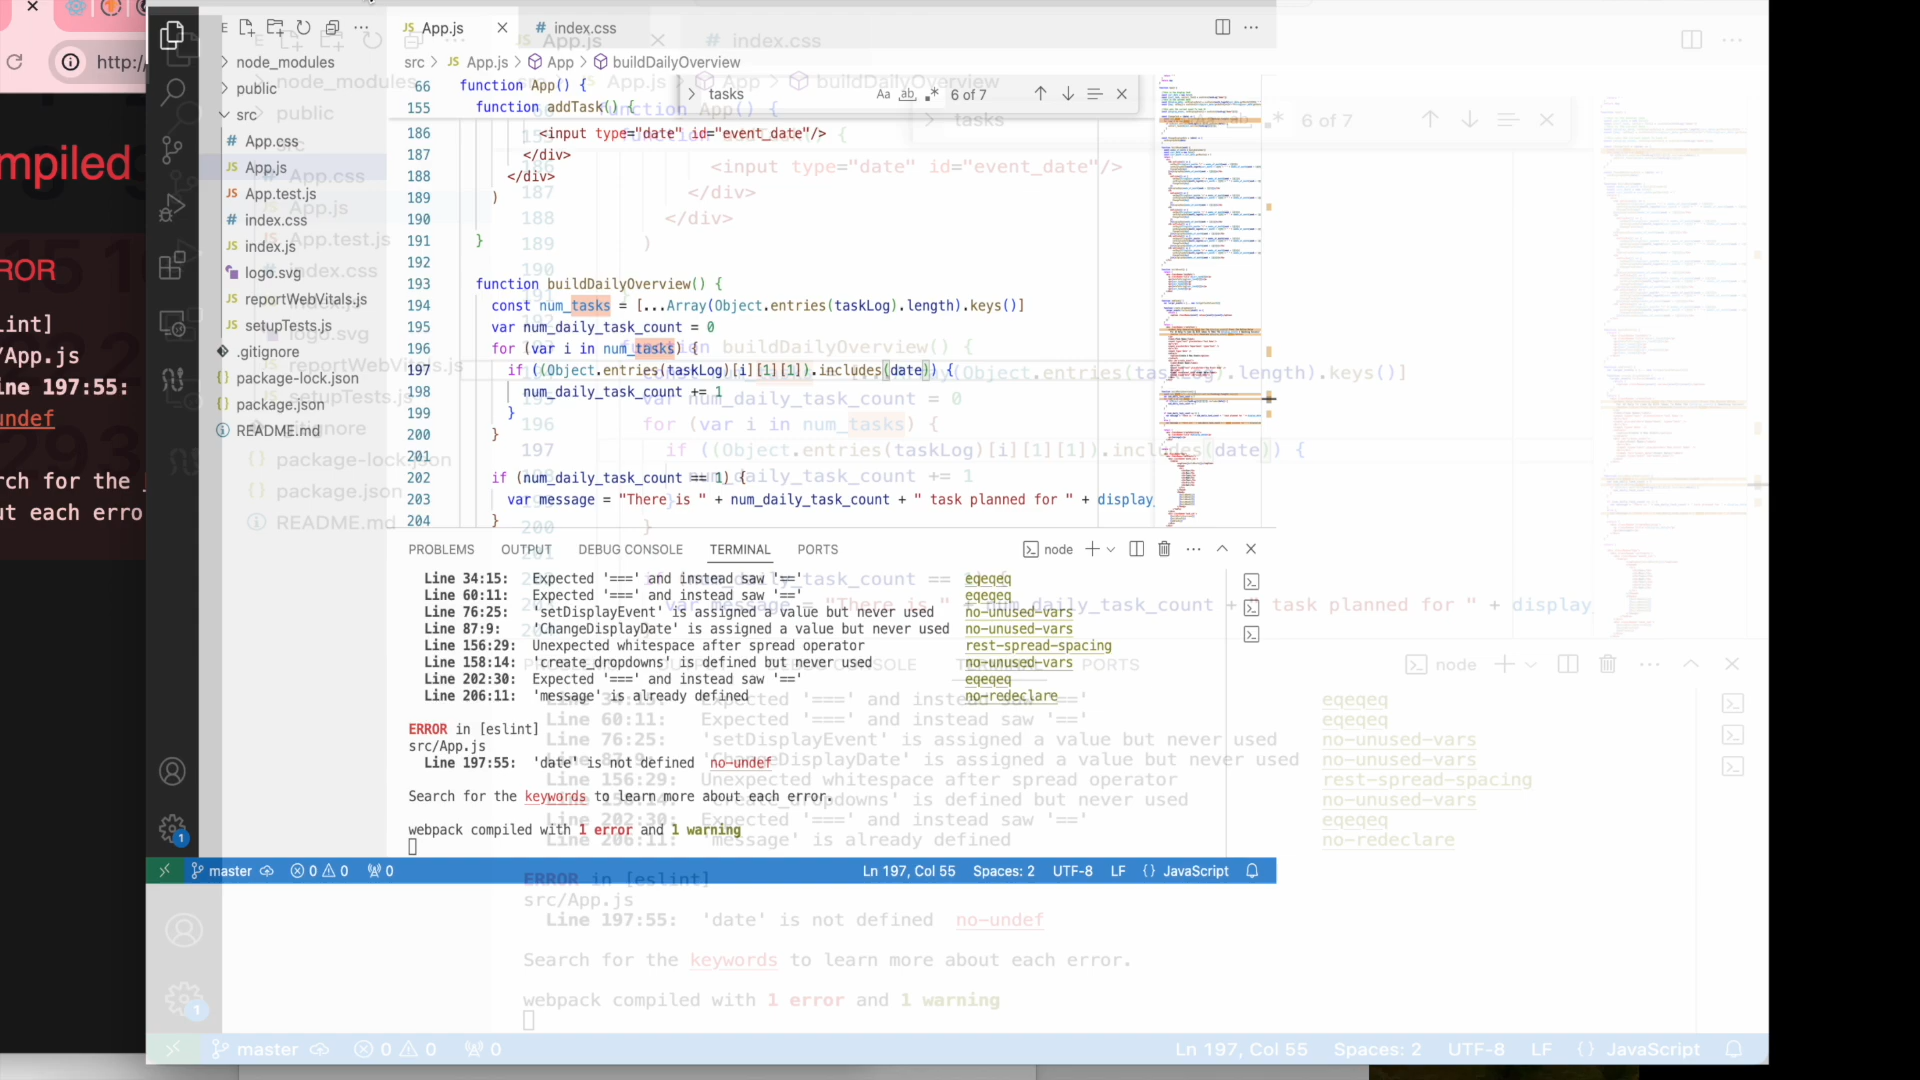 http:/
mpiled
ROR
lint]
/App.js
ine 197:55:
undef
rch for the
ut each erro
node_modules
public
src
App.css
App.js
App.test.js
index.css
index.js
logo.svg
reportWebVitals.js
setupTests.js
.gitignore
package-lock.json
package.json
README.md
App.js
index.css
src > App.js > App > buildDailyOverview
tasks
6 of 7
66 function App() {
155 function addTask() {
186 <input type="date" id="event_date"/>
187 </div>
188 </div>
189 )
190
191 }
192
193 function buildDailyOverview() {
194 const num_tasks = [...Array(Object.entries(taskLog).length).keys()]
195 var num_daily_task_count = 0
196 for (var i in num_tasks) {
197 if ((Object.entries(taskLog)[i][1][1]).includes(date)) {
198 num_daily_task_count += 1
199 }
200 }
201
202 if (num_daily_task_count == 1) {
203 var message = "There is " + num_daily_task_count + " task planned for " + display
204 }
PROBLEMS OUTPUT DEBUG CONSOLE TERMINAL PORTS
node
Line 34:15: Expected '===' and instead saw '==' eqeqeq
Line 60:11: Expected '===' and instead saw '==' eqeqeq
Line 76:25: 'setDisplayEvent' is assigned a value but never used no-unused-vars
Line 87:9: 'ChangeDisplayDate' is assigned a value but never used no-unused-vars
Line 156:29: Unexpected whitespace after spread operator rest-spread-spacing
Line 158:14: 'create_dropdowns' is defined but never used no-unused-vars
Line 202:30: Expected '===' and instead saw '==' eqeqeq
Line 206:11: 'message' is already defined no-redeclare
ERROR in [eslint]
src/App.js
Line 197:55: 'date' is not defined no-undef
Search for the keywords to learn more about each error.
webpack compiled with 1 error and 1 warning
master 0 0 0
Ln 197, Col 55 Spaces: 2 UTF-8 LF {} JavaScript